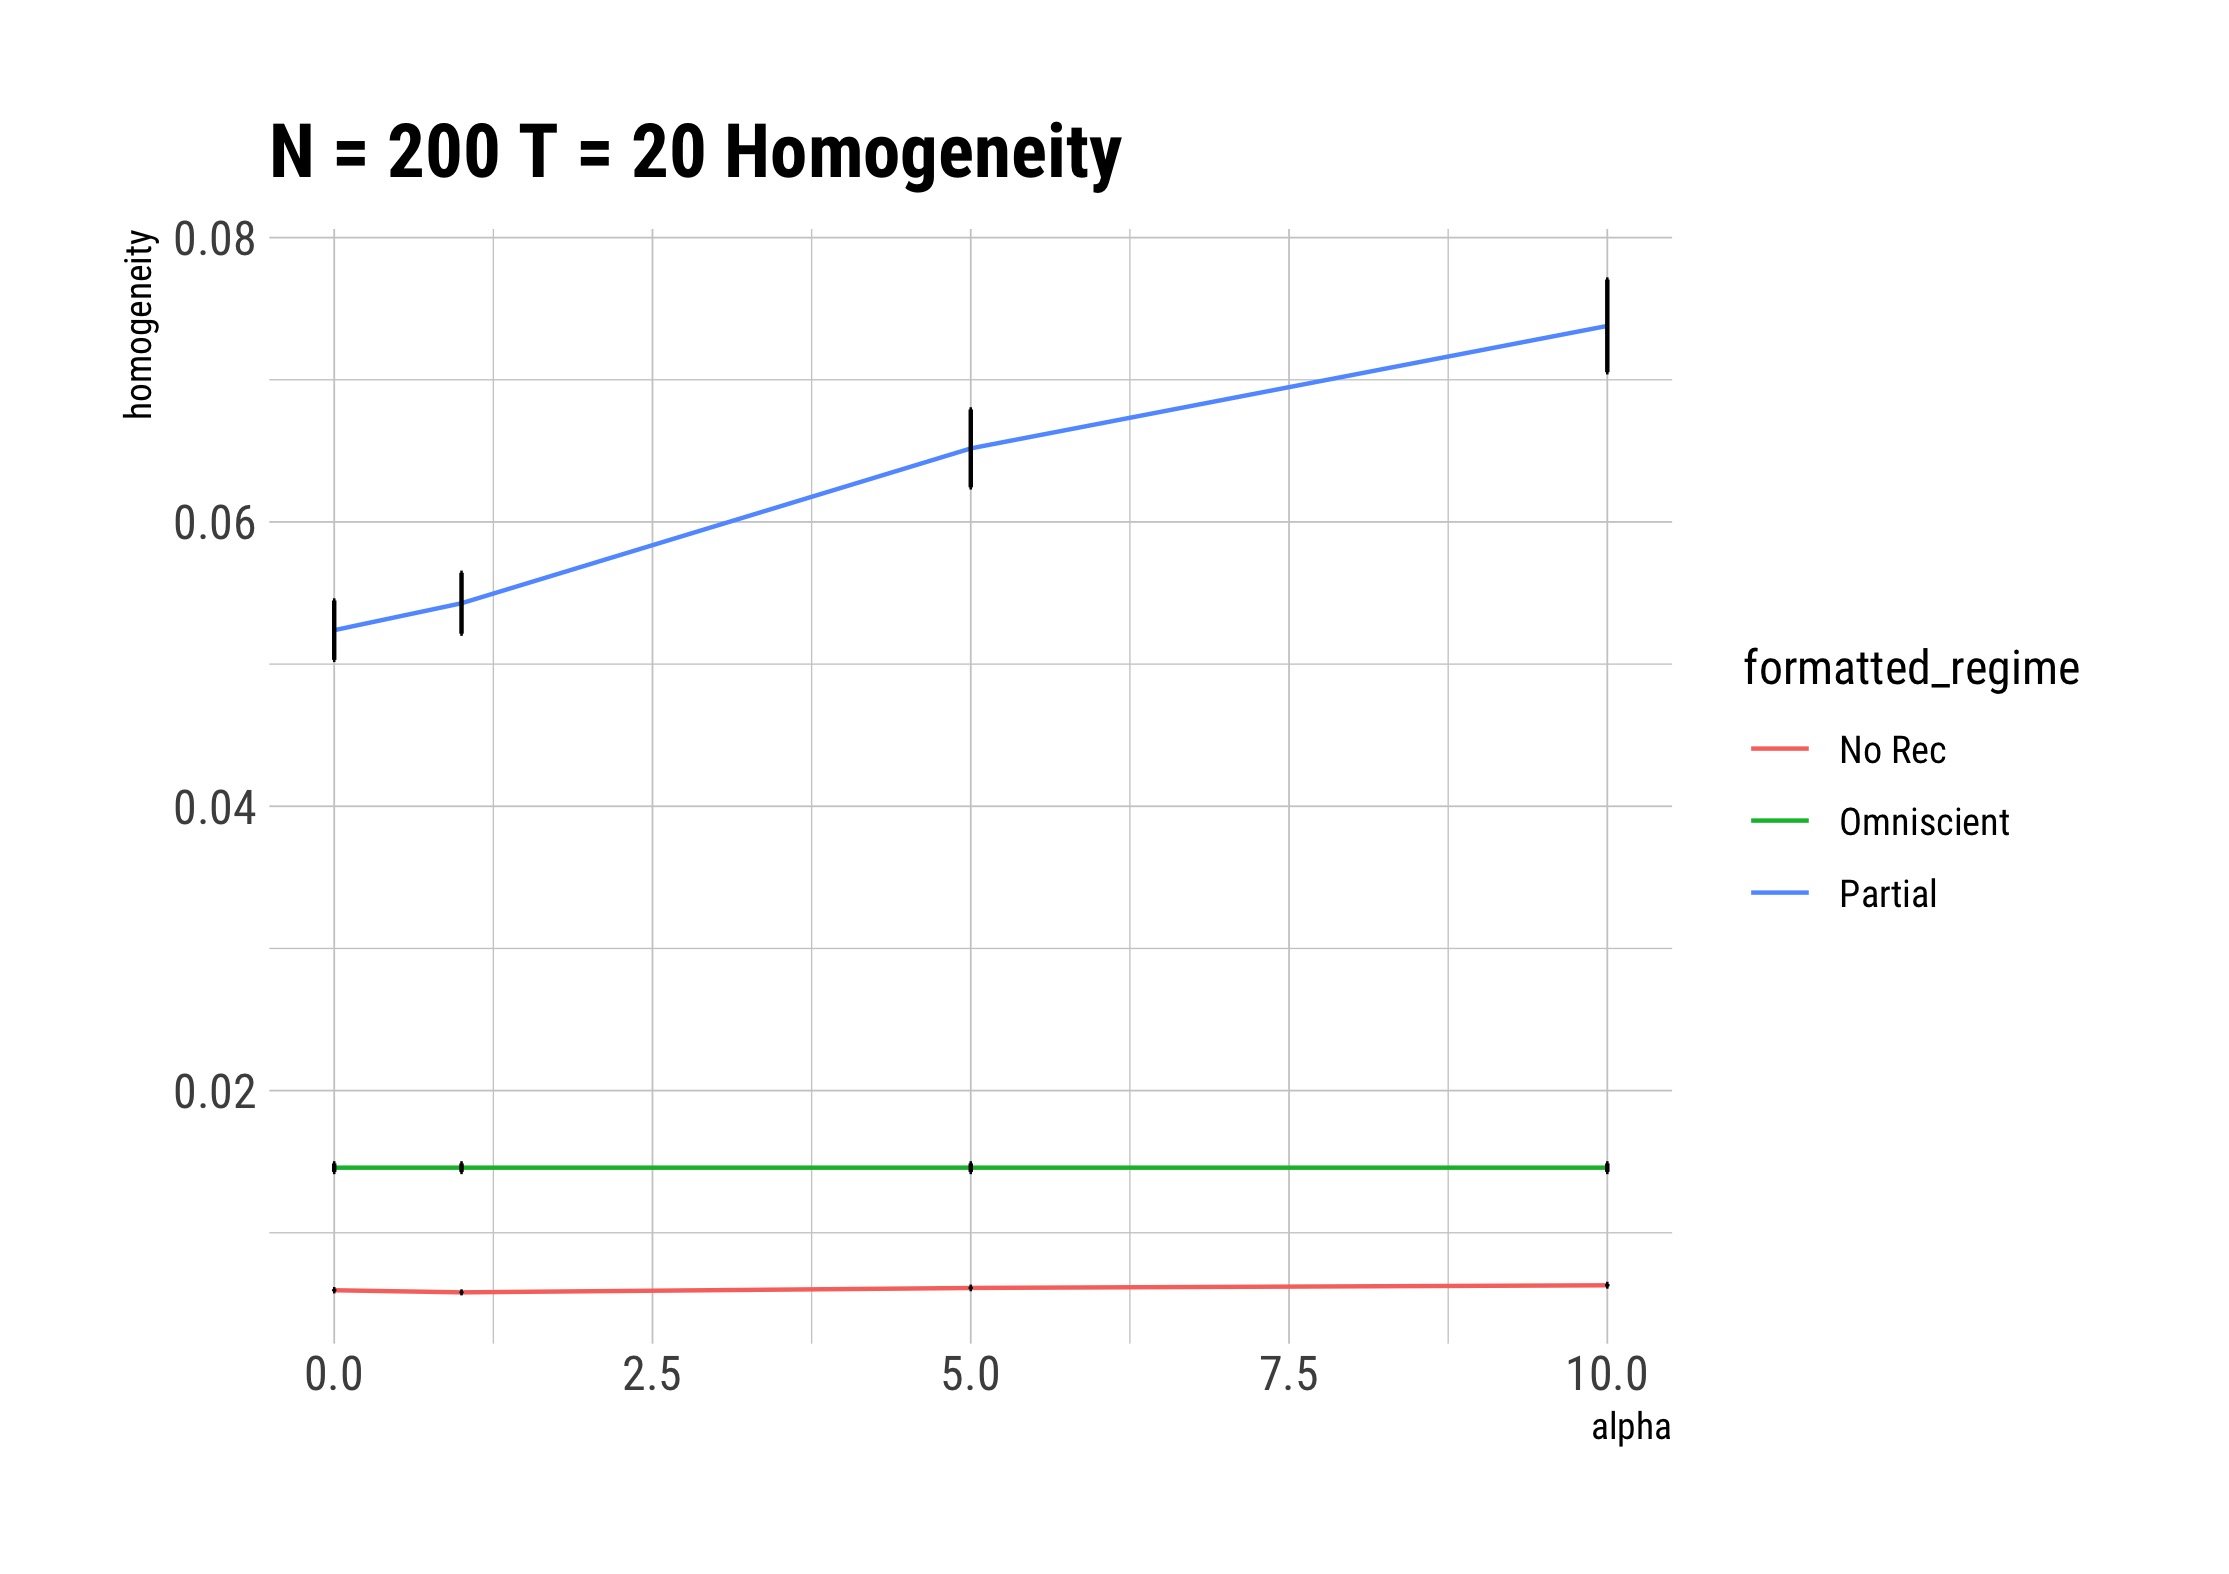 N = 200 T = 20 Homogeneity
homogeneity
0.08
0.06
0.04
0.02
0.0 2.5 5.0 7.5 10.0
alpha
formatted_regime
No Rec
Omniscient
Partial